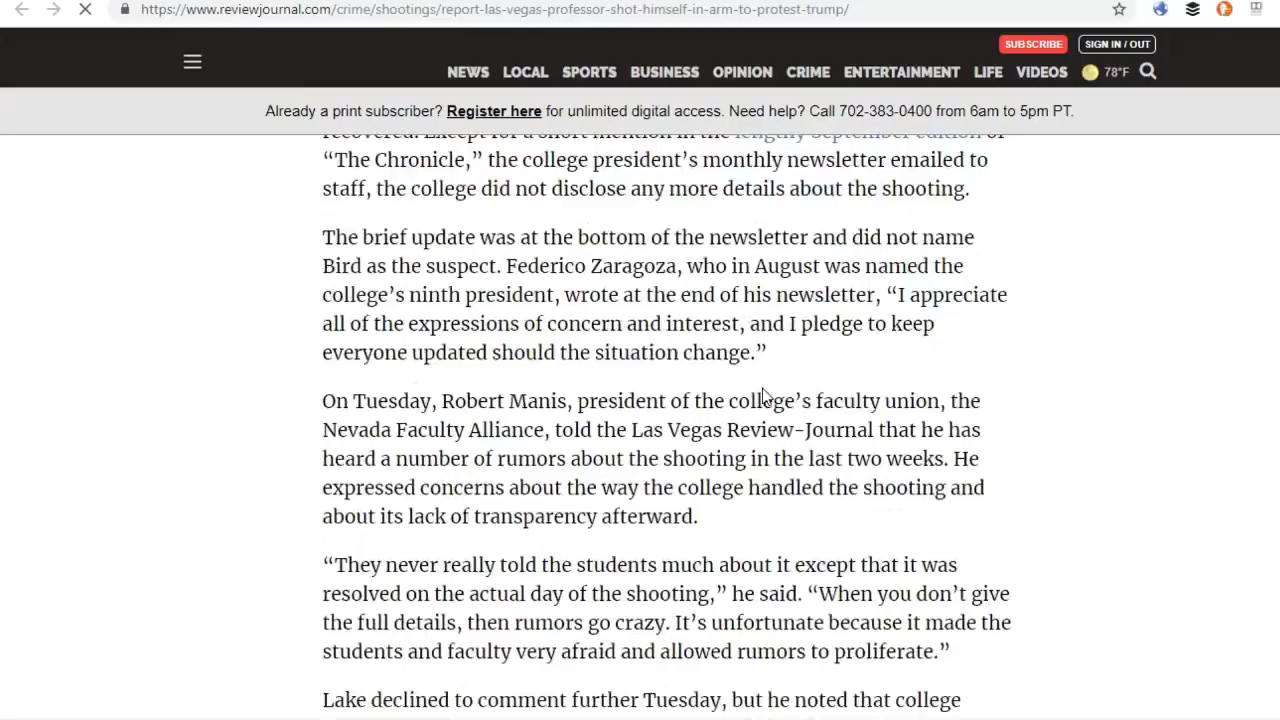 https://www.reviewjournal.com/crime/shootings/report-las-vegas-professor-shot-himself-in-arm-to-protest-trump/
SUBSCRIBE SIGN IN / OUT
NEWS LOCAL SPORTS BUSINESS OPINION CRIME ENTERTAINMENT LIFE VIDEOS 78°F
Already a print subscriber? Register here for unlimited digital access. Need help? Call 702-383-0400 from 6am to 5pm PT.
recovered. Except for a short mention in the lengthy September edition of
“The Chronicle,” the college president’s monthly newsletter emailed to
staff, the college did not disclose any more details about the shooting.
The brief update was at the bottom of the newsletter and did not name
Bird as the suspect. Federico Zaragoza, who in August was named the
college’s ninth president, wrote at the end of his newsletter, “I appreciate
all of the expressions of concern and interest, and I pledge to keep
everyone updated should the situation change.”
On Tuesday, Robert Manis, president of the college’s faculty union, the
Nevada Faculty Alliance, told the Las Vegas Review-Journal that he has
heard a number of rumors about the shooting in the last two weeks. He
expressed concerns about the way the college handled the shooting and
about its lack of transparency afterward.
“They never really told the students much about it except that it was
resolved on the actual day of the shooting,” he said. “When you don’t give
the full details, then rumors go crazy. It’s unfortunate because it made the
students and faculty very afraid and allowed rumors to proliferate.”
Lake declined to comment further Tuesday, but he noted that college